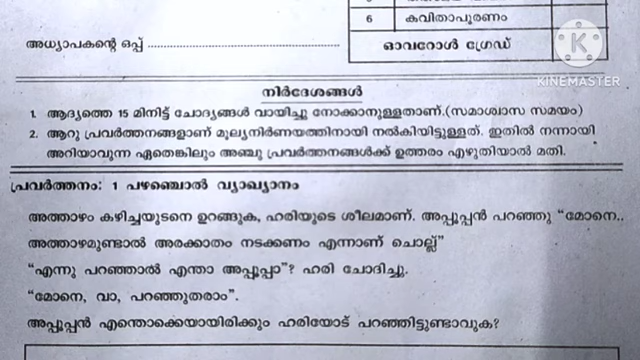 6 കവിതാപൂരണം
അധ്യാപകന്റെ ഒപ്പ് ................................................
ഓവറോൾ ഗ്രേഡ്
K
KINEMASTER
നിർദേശങ്ങൾ
1. ആദ്യത്തെ 15 മിനിട്ട് ചോദ്യങ്ങൾ വായിച്ചു നോക്കാനുള്ളതാണ്.(സമാശ്വാസ സമയം)
2. ആറു പ്രവർത്തനങ്ങളാണ് മൂല്യനിർണയത്തിനായി നൽകിയിട്ടുള്ളത്. ഇതിൽ നന്നായി
അറിയാവുന്ന ഏതെങ്കിലും അഞ്ചു പ്രവർത്തനങ്ങൾക്ക് ഉത്തരം എഴുതിയാൽ മതി.
പ്രവർത്തനം: 1 പഴഞ്ചൊൽ വ്യാഖ്യാനം
അത്താഴം കഴിച്ചയുടനെ ഉറങ്ങുക, ഹരിയുടെ ശീലമാണ്. അപ്പൂപ്പൻ പറഞ്ഞു “മോനെ..
അത്താഴമുണ്ടാൽ അരക്കാതം നടക്കണം എന്നാണ് ചൊല്ല്”
“എന്നു പറഞ്ഞാൽ എന്താ അപ്പൂപ്പാ”? ഹരി ചോദിച്ചു.
“മോനെ, വാ, പറഞ്ഞുതരാം”.
അപ്പൂപ്പൻ എന്തൊക്കെയായിരിക്കും ഹരിയോട് പറഞ്ഞിട്ടുണ്ടാവുക?